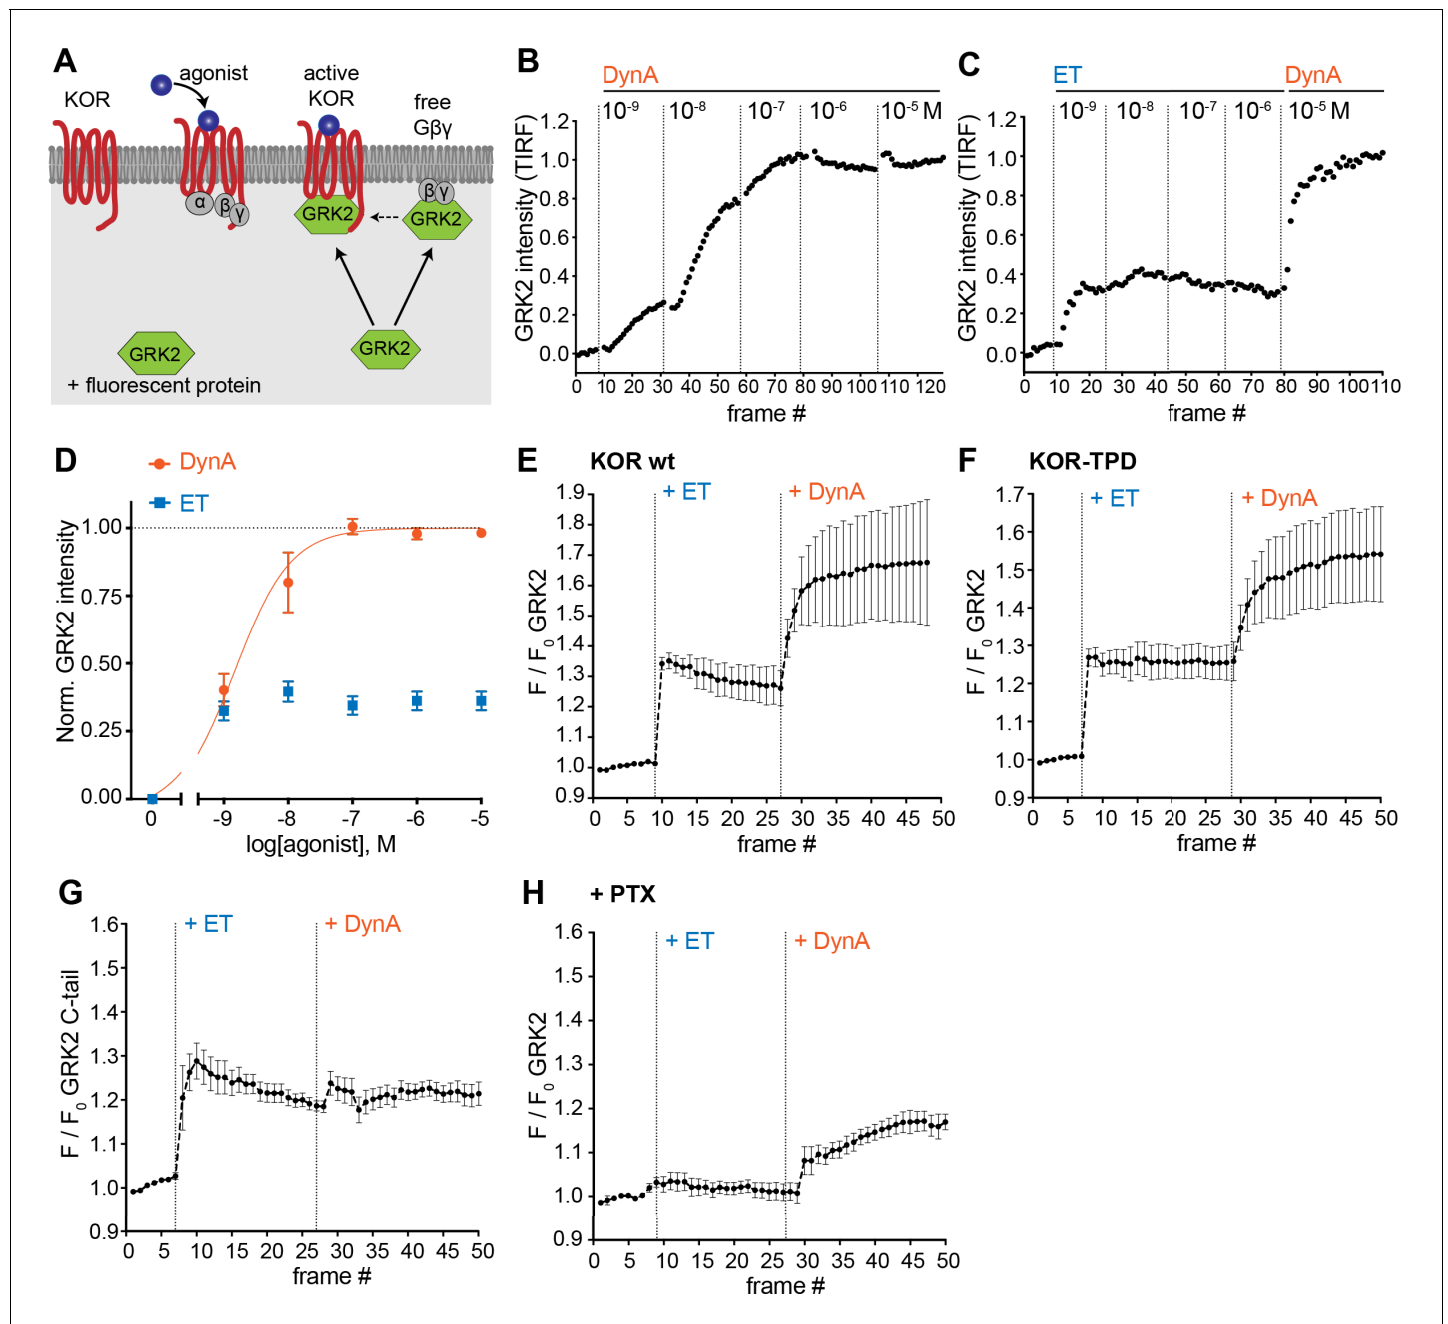 A
KOR
agonist
active
KOR
free
Gβγ
α
β
γ
GRK2
β γ
GRK2
GRK2
GRK2
+ fluorescent protein
B
DynA
10-9
10-8
10-7
10-6
10-5 M
GRK2 intensity (TIRF)
1.2
1.0
0.8
0.6
0.4
0.2
0.0
0 10 20 30 40 50 60 70 80 90 100 120
frame #
C
ET
DynA
10-9
10-8
10-7
10-6
10-5 M
GRK2 intensity (TIRF)
1.2
1.0
0.8
0.6
0.4
0.2
0.0
0 10 20 30 40 50 60 70 80 90 100 110
frame #
D
DynA
ET
Norm. GRK2 intensity
1.00
0.75
0.50
0.25
0.00
0 -9 -8 -7 -6 -5
log[agonist], M
E
KOR wt
+ ET
+ DynA
F / F0 GRK2
1.9
1.8
1.7
1.6
1.5
1.4
1.3
1.2
1.1
1.0
0.9
0 5 10 15 20 25 30 35 40 45 50
frame #
F
KOR-TPD
+ ET
+ DynA
F / F0 GRK2
1.7
1.6
1.5
1.4
1.3
1.2
1.1
1.0
0.9
0 5 10 15 20 25 30 35 40 45 50
frame #
G
+ ET
+ DynA
F / F0 GRK2 C-tail
1.6
1.5
1.4
1.3
1.2
1.1
1.0
0.9
0 5 10 15 20 25 30 35 40 45 50
frame #
H
+ PTX
+ ET
+ DynA
F / F0 GRK2
1.6
1.5
1.4
1.3
1.2
1.1
1.0
0.9
0 5 10 15 20 25 30 35 40 45 50
frame #